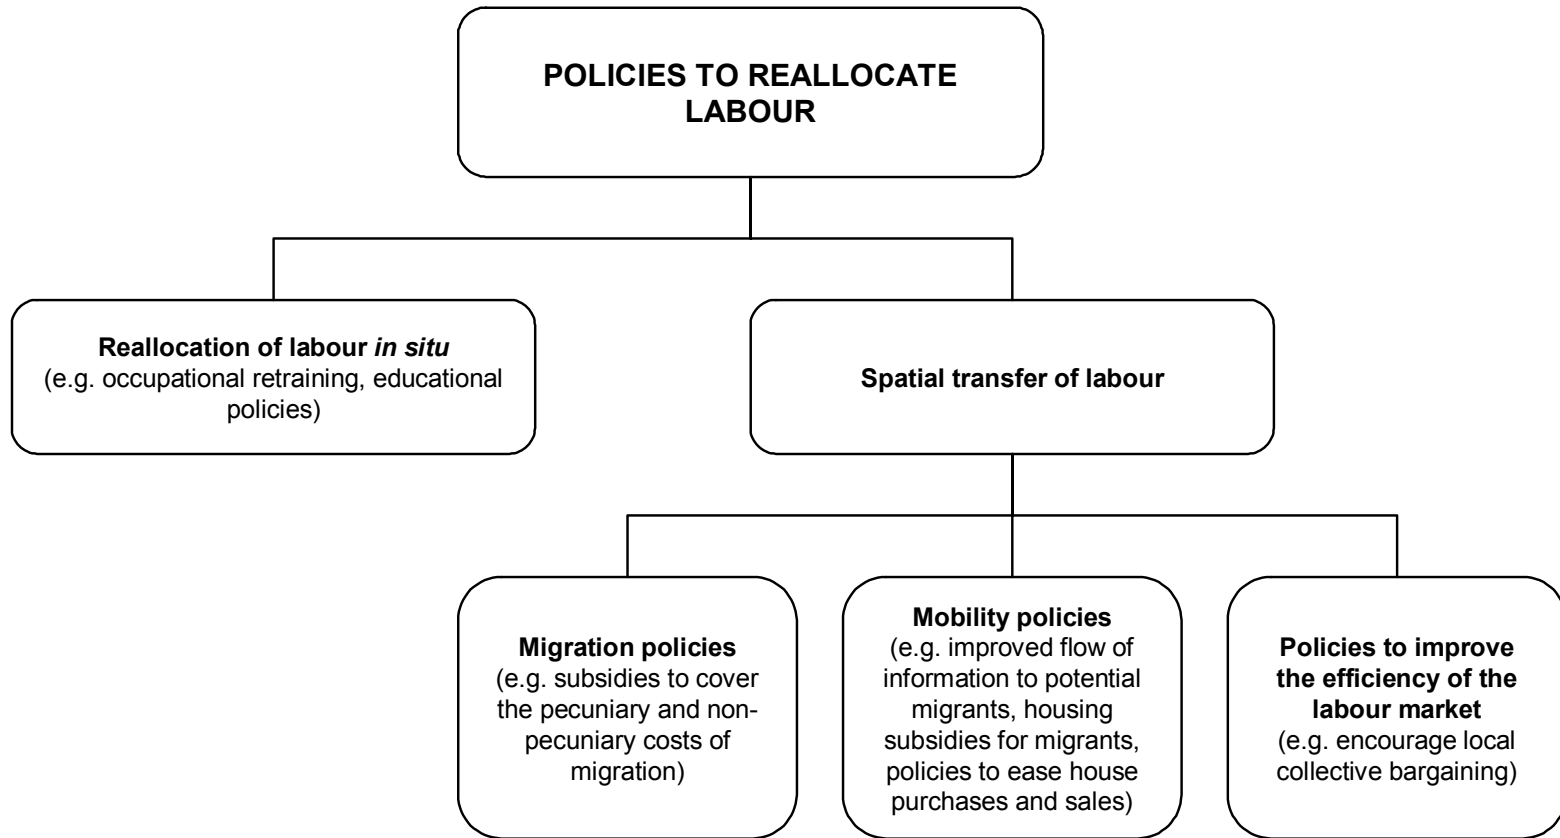 POLICIES TO REALLOCATE
LABOUR
Reallocation of labour in situ
(e.g. occupational retraining, educational
policies)
Spatial transfer of labour
Migration policies
(e.g. subsidies to cover
the pecuniary and non-
pecuniary costs of
migration)
Mobility policies
(e.g. improved flow of
information to potential
migrants, housing
subsidies for migrants,
policies to ease house
purchases and sales)
Policies to improve
the efficiency of the
labour market
(e.g. encourage local
collective bargaining)